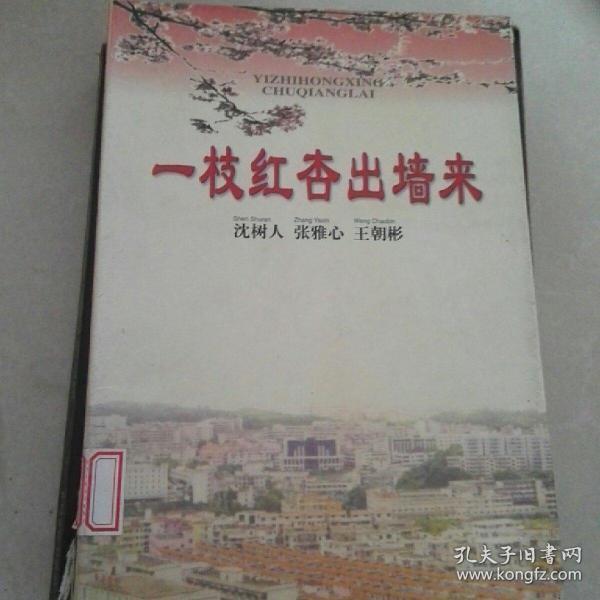 YIZHIHONGXING
CHUQIANGLAI
一枝红杏出墙来
Shen Shuren Zhang Yaxin Wang Chaobin
沈树人 张雅心 王朝彬
孔夫子旧書网
www.kongfz.com